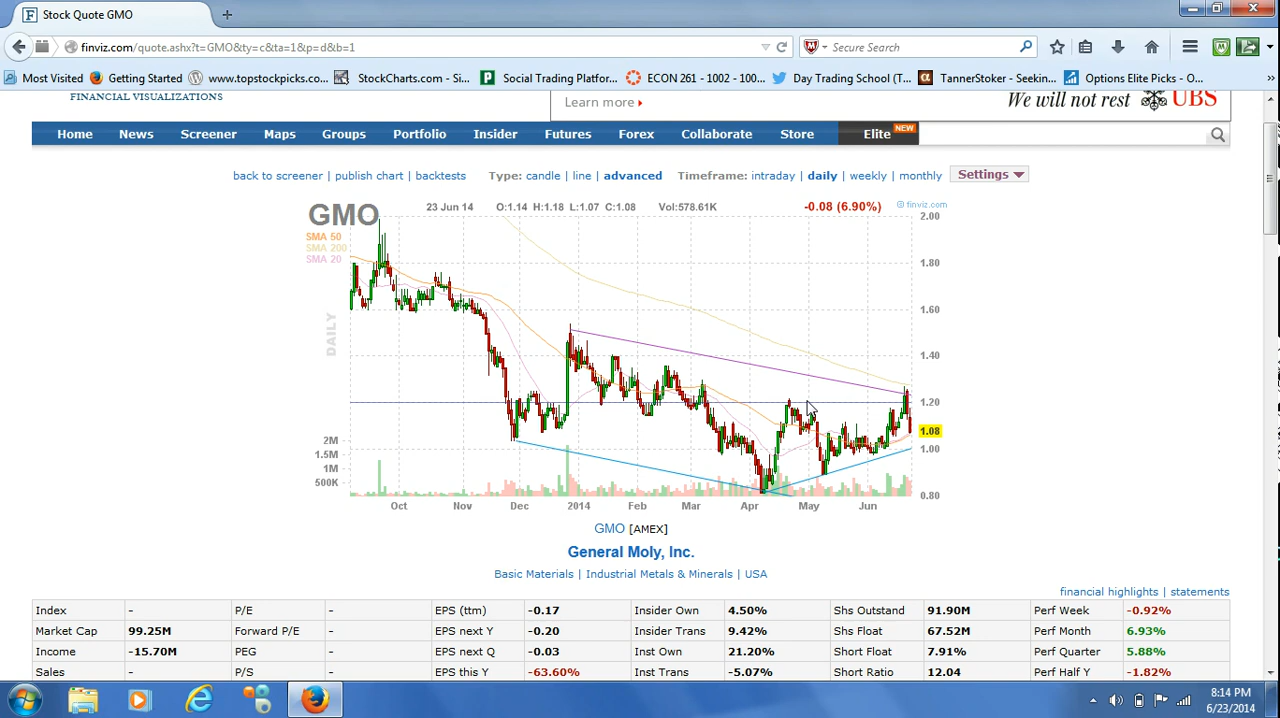 Stock Quote GMO
finviz.com/quote.ashx?t=GMO&ty=c&ta=1&p=d&b=1
Secure Search
Most Visited Getting Started www.topstockpicks.co... StockCharts.com - Si... Social Trading Platfor... ECON 261 - 1002 - 100... Day Trading School (T... TannerStoker - Seekin... Options Elite Picks - O...
FINANCIAL VISUALIZATIONS
Learn more
We will not rest UBS
Home News Screener Maps Groups Portfolio Insider Futures Forex Collaborate Store Elite NEW
back to screener | publish chart | backtests Type: candle | line | advanced Timeframe: intraday | daily | weekly | monthly Settings
GMO 23 Jun 14 O:1.14 H:1.18 L:1.07 C:1.08 Vol:578.61K -0.08 (6.90%) © finviz.com
2.00
SMA 50
SMA 200
SMA 20
1.80
1.60
DAILY
1.40
1.20
1.08
2M
1.00
1.5M
1M
500K
0.80
Oct Nov Dec 2014 Feb Mar Apr May Jun
GMO [AMEX]
General Moly, Inc.
Basic Materials | Industrial Metals & Minerals | USA
financial highlights | statements
Index - P/E - EPS (ttm) -0.17 Insider Own 4.50% Shs Outstand 91.90M Perf Week -0.92%
Market Cap 99.25M Forward P/E - EPS next Y -0.20 Insider Trans 9.42% Shs Float 67.52M Perf Month 6.93%
Income -15.70M PEG - EPS next Q -0.03 Inst Own 21.20% Short Float 7.91% Perf Quarter 5.88%
Sales - P/S - EPS this Y -63.60% Inst Trans -5.07% Short Ratio 12.04 Perf Half Y -1.82%
8:14 PM
6/23/2014